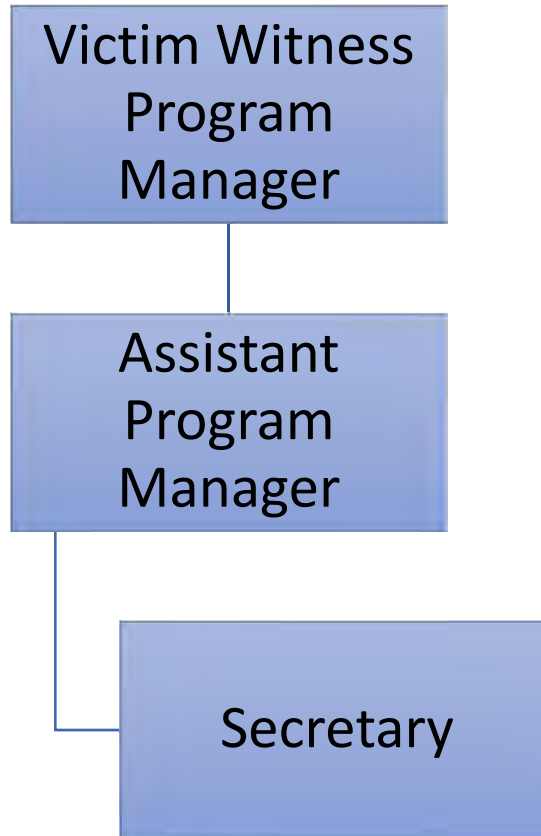 Victim Witness
Program
Manager
Assistant
Program
Manager
Secretary